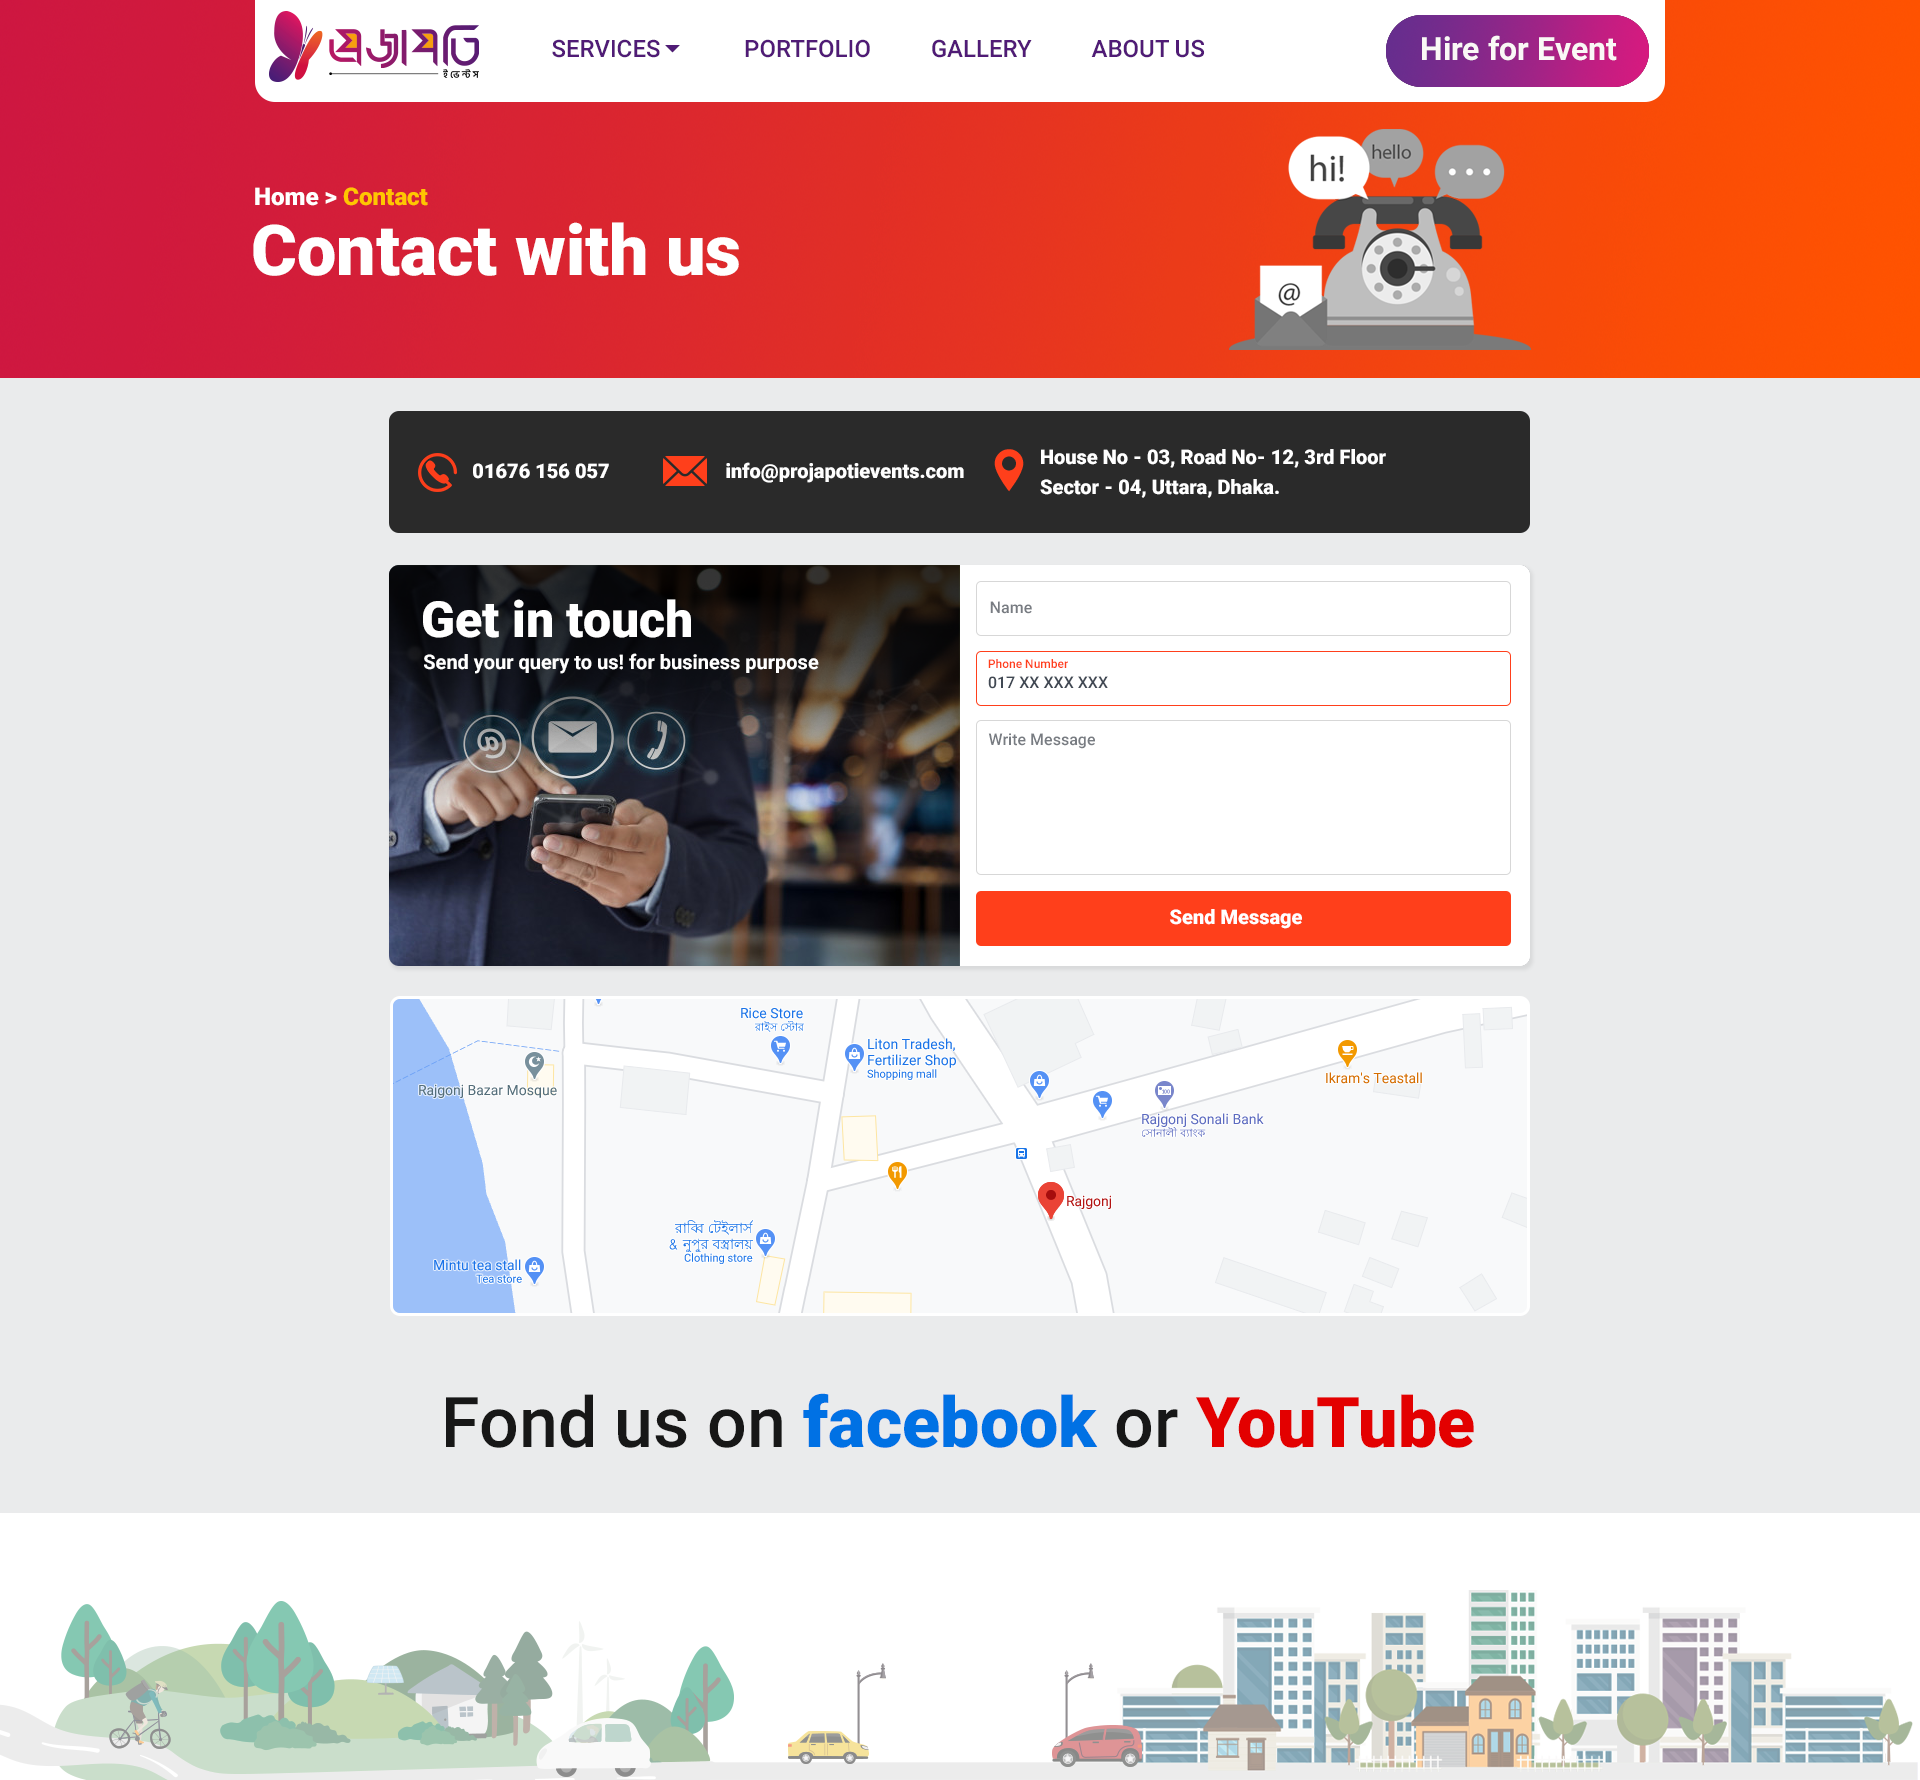 প্রজাপতি
ইভেন্টস
SERVICES
PORTFOLIO
GALLERY
ABOUT US
Hire for Event
hi!
hello
@
Home > Contact
Contact with us
01676 156 057
info@projapotievents.com
House No - 03, Road No- 12, 3rd Floor
Sector - 04, Uttara, Dhaka.
Get in touch
Send your query to us! for business purpose
@
Name
Phone Number
017 XX XXX XXX
Write Message
Send Message
Rice Store
রাইস স্টোর
Liton Tradesh,
Fertilizer Shop
Shopping mall
Rajgonj Bazar Mosque
Ikram's Teastall
Rajgonj Sonali Bank
সোনালী ব্যাংক
Rajgonj
রাব্বি টেইলার্স
& নুপুর বস্ত্রালয়
Clothing store
Mintu tea stall
Tea store
Fond us on facebook or YouTube